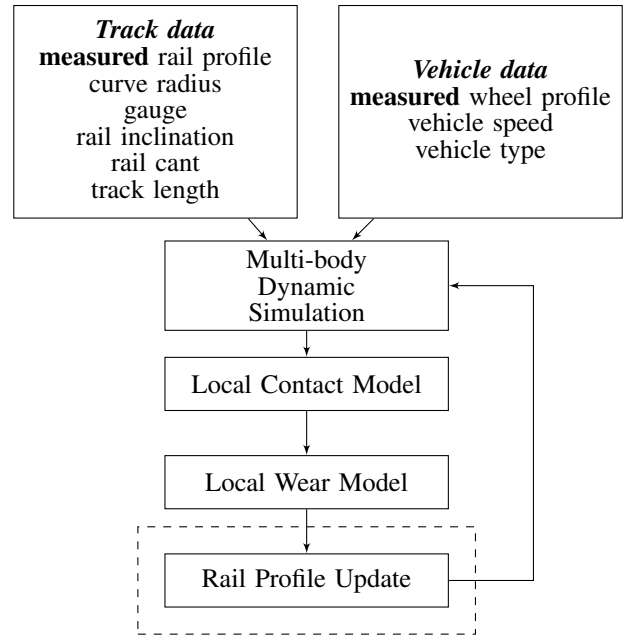 Track data
measured rail profile
curve radius
gauge
rail inclination
rail cant
track length
Vehicle data
measured wheel profile
vehicle speed
vehicle type
Multi-body
Dynamic
Simulation
Local Contact Model
Local Wear Model
Rail Profile Update